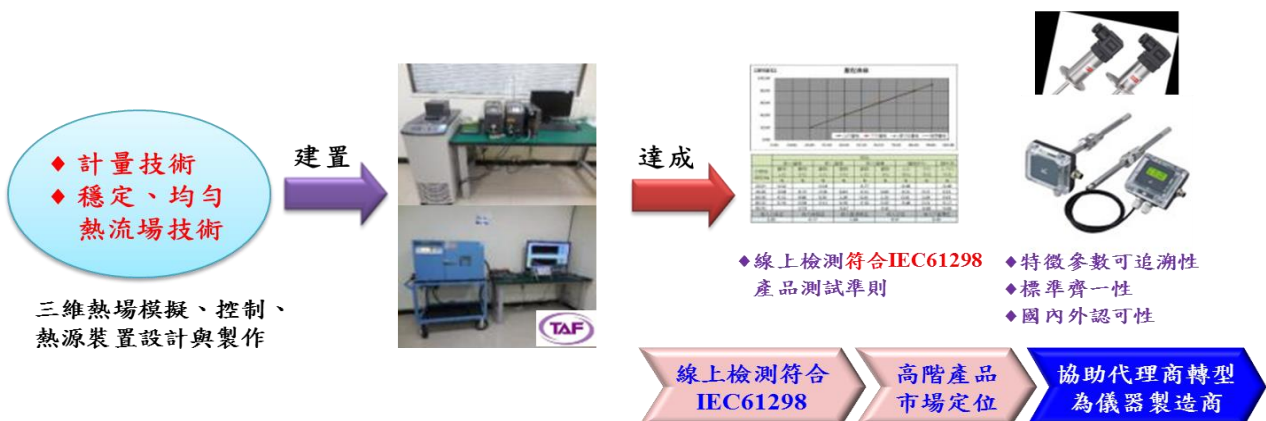 ◆ 計量技術
◆ 穩定、均勻
熱流場技術
三維熱場模擬、控制、
熱源裝置設計與製作
建置
TAF
達成
◆線上檢測符合IEC61298
產品測試準則
◆特徵參數可追溯性
◆標準齊一性
◆國內外認可性
線上檢測符合
IEC61298
高階產品
市場定位
協助代理商轉型
為儀器製造商